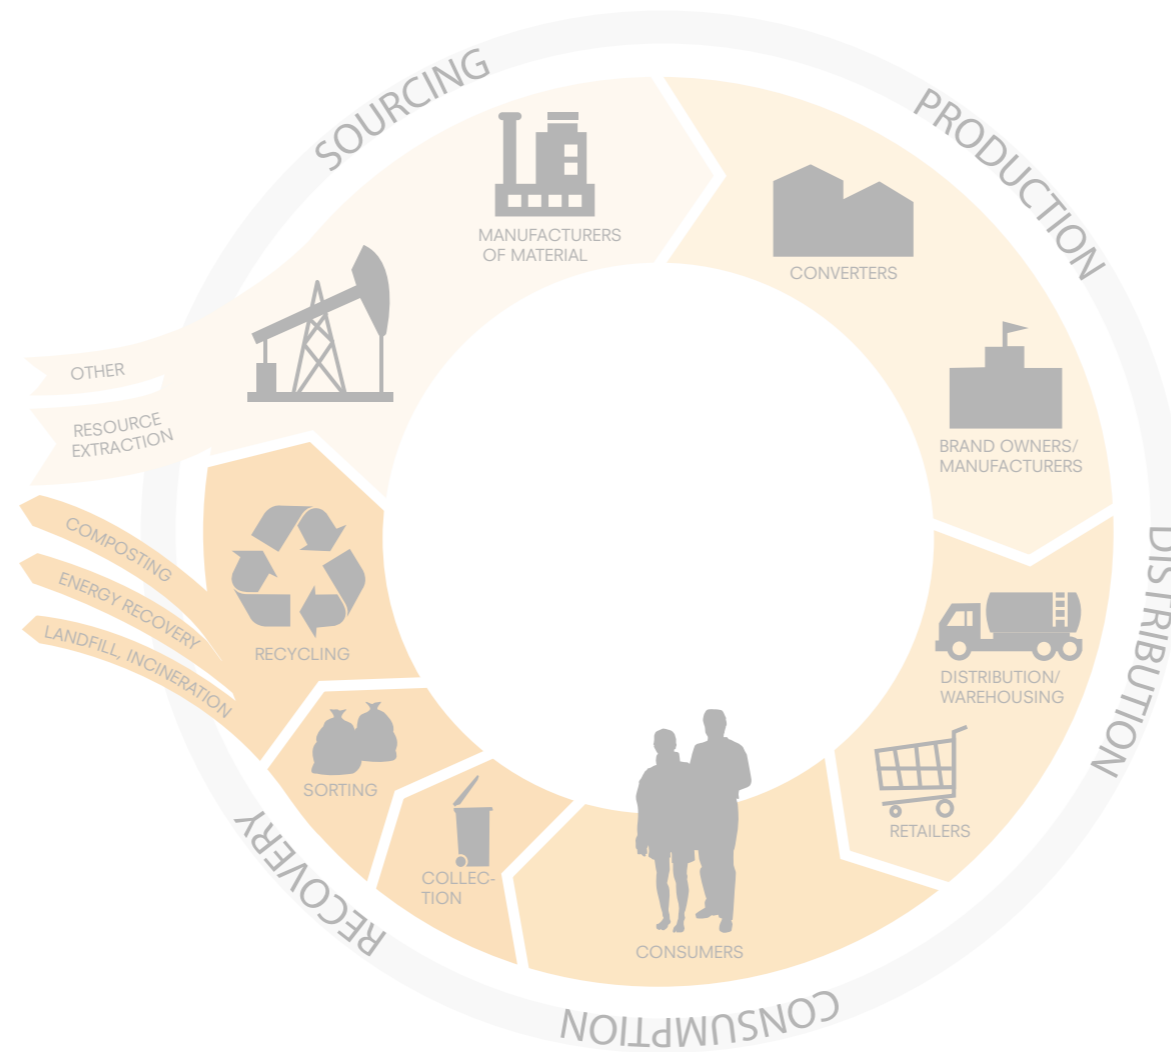 SOURCING
PRODUCTION
MANUFACTURERS
OF MATERIAL
CONVERTERS
OTHER
RESOURCE
EXTRACTION
BRAND OWNERS/
MANUFACTURERS
COMPOSTING
ENERGY RECOVERY
LANDFILL, INCINERATION
RECYCLING
DISTRIBUTION
DISTRIBUTION/
WAREHOUSING
SORTING
RETAILERS
COLLEC-
TION
RECOVERY
CONSUMERS
CONSUMPTION